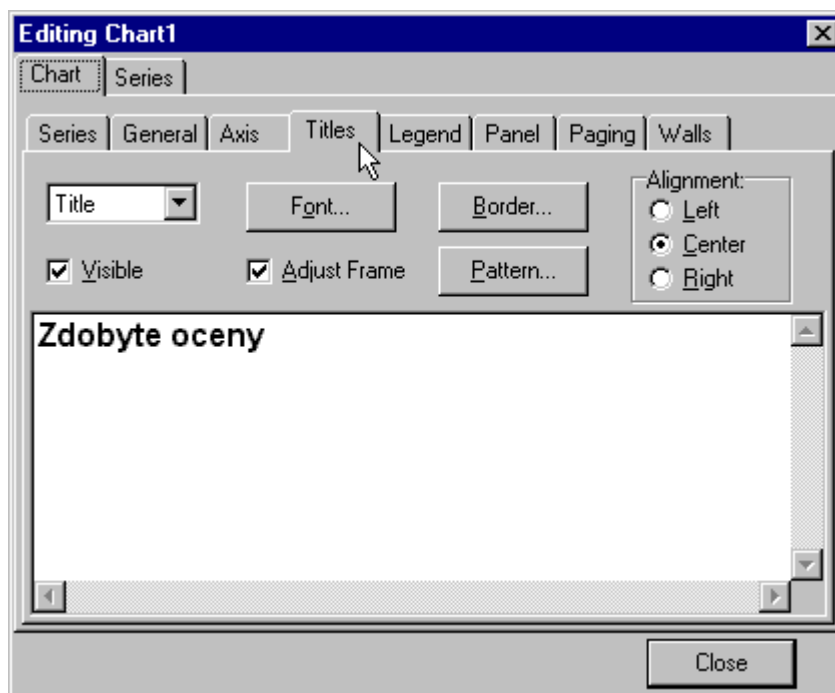 Editing Chart1
Chart Series
Series General Axis Titles Legend Panel Paging Walls
Title Font... Border... Alignment:
Left
Center
Right
Visible Adjust Frame Pattern...
Zdobyte oceny
Close